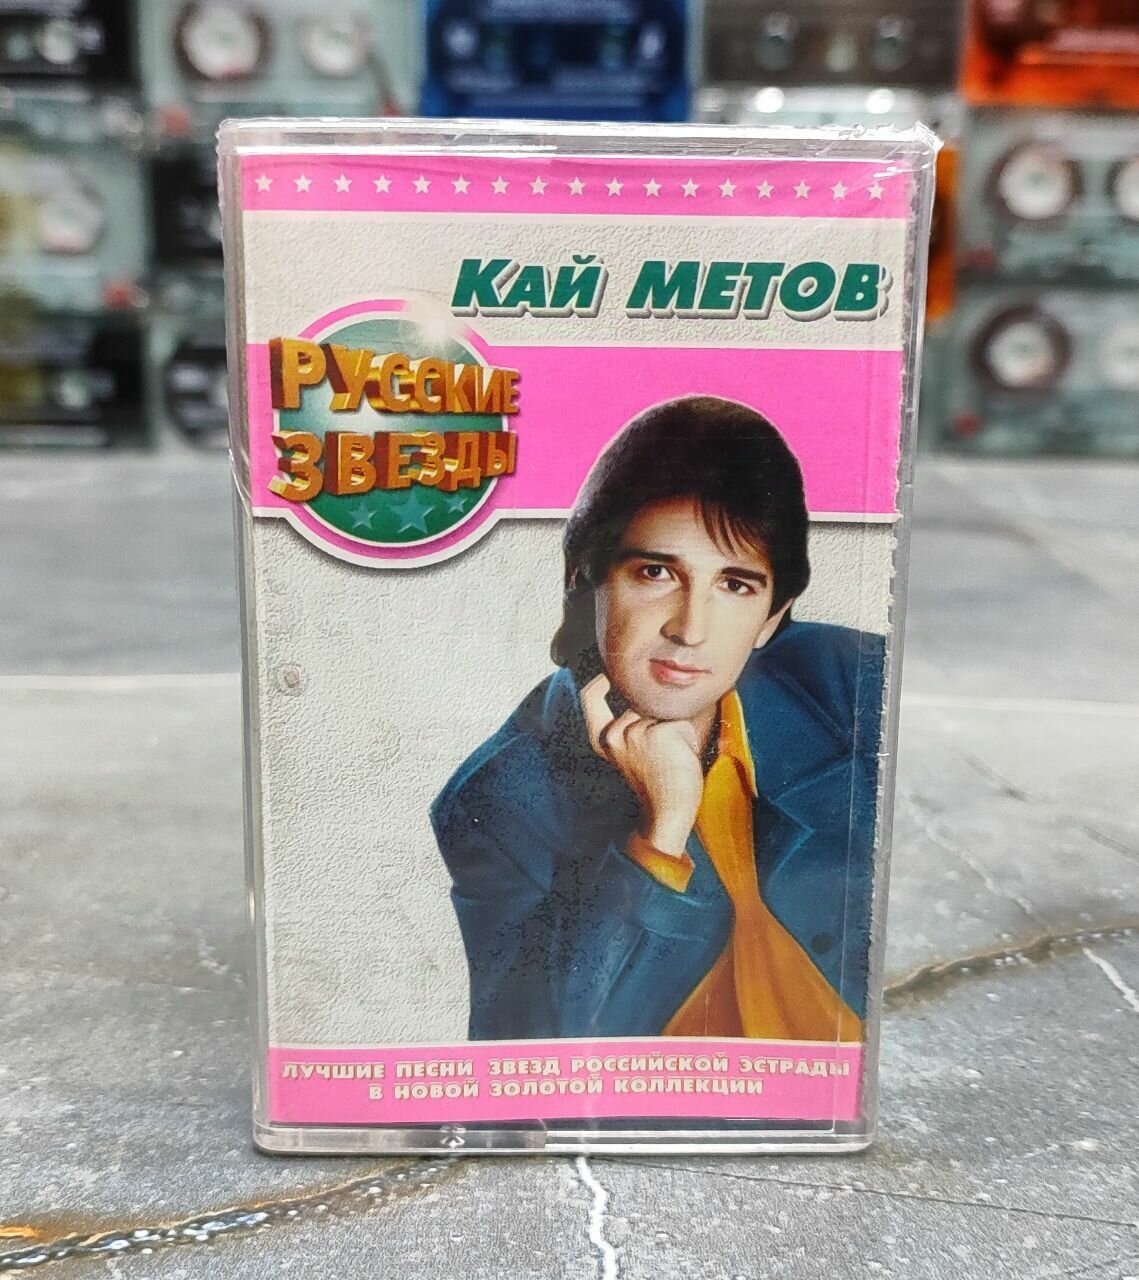 Кай Метов
Русские
звезды
Лучшие песни звезд российской эстрады
в новой золотой коллекции